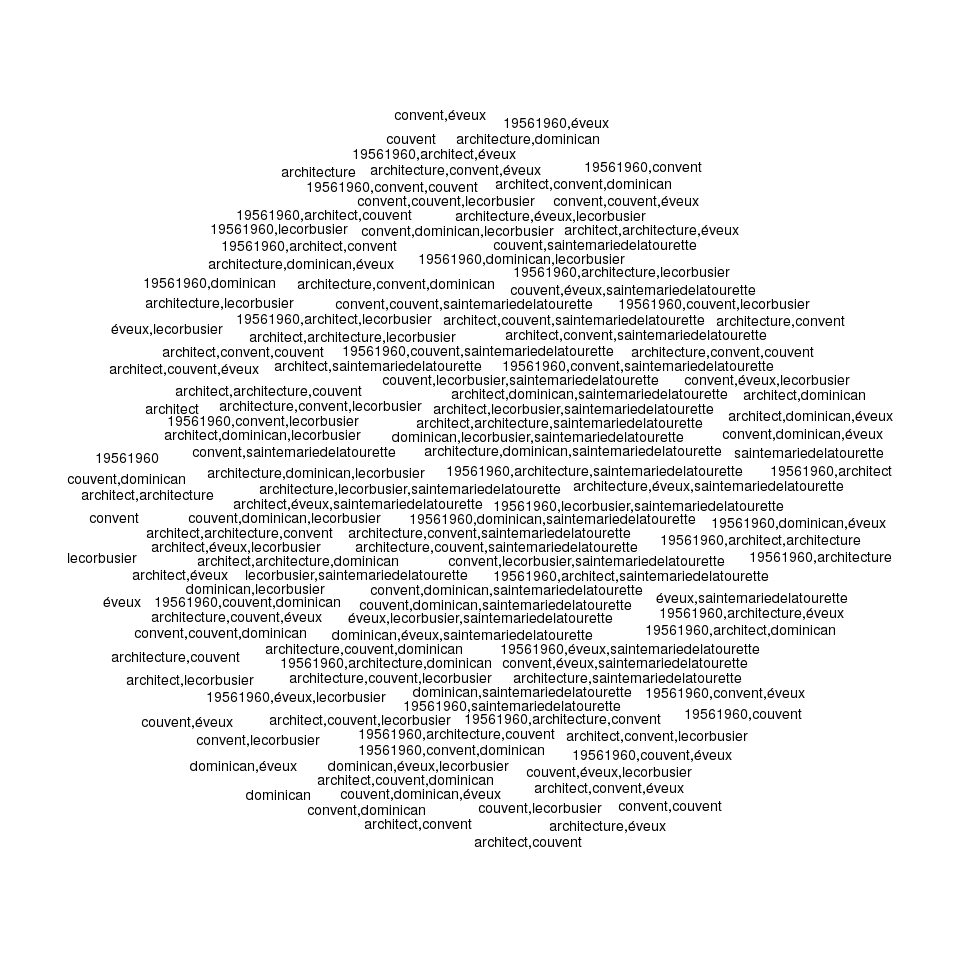 convent,éveux
19561960,éveux
couvent
architecture,dominican
19561960,architect,éveux
19561960,convent
architecture
architecture,convent,éveux
architect,convent,dominican
19561960,convent,couvent
convent,couvent,lecorbusier
convent,couvent,éveux
19561960,architect,couvent
architecture,éveux,lecorbusier
19561960,lecorbusier
convent,dominican,lecorbusier
architect,architecture,éveux
19561960,architect,convent
couvent,saintemariedelatourette
19561960,dominican,lecorbusier
architecture,dominican,éveux
19561960,architecture,lecorbusier
19561960,dominican
architecture,convent,dominican
couvent,éveux,saintemariedelatourette
architecture,lecorbusier
convent,couvent,saintemariedelatourette
19561960,couvent,lecorbusier
19561960,architect,lecorbusier
architect,couvent,saintemariedelatourette
architecture,convent
éveux,lecorbusier
architect,architecture,lecorbusier
architect,convent,saintemariedelatourette
architect,convent,couvent
19561960,couvent,saintemariedelatourette
architecture,convent,couvent
architect,couvent,éveux
architect,saintemariedelatourette
19561960,convent,saintemariedelatourette
couvent,lecorbusier,saintemariedelatourette
convent,éveux,lecorbusier
architect,architecture,couvent
architect,dominican,saintemariedelatourette
architect,dominican
architect
architecture,convent,lecorbusier
architect,lecorbusier,saintemariedelatourette
architect,dominican,éveux
19561960,convent,lecorbusier
architect,architecture,saintemariedelatourette
architect,dominican,lecorbusier
dominican,lecorbusier,saintemariedelatourette
convent,dominican,éveux
convent,saintemariedelatourette
architecture,dominican,saintemariedelatourette
saintemariedelatourette
19561960
architecture,dominican,lecorbusier
19561960,architecture,saintemariedelatourette
19561960,architect
couvent,dominican
architecture,lecorbusier,saintemariedelatourette
architecture,éveux,saintemariedelatourette
architect,architecture
architect,éveux,saintemariedelatourette
19561960,lecorbusier,saintemariedelatourette
convent
couvent,dominican,lecorbusier
19561960,dominican,saintemariedelatourette
19561960,dominican,éveux
architect,architecture,convent
architecture,convent,saintemariedelatourette
19561960,architect,architecture
architect,éveux,lecorbusier
architecture,couvent,saintemariedelatourette
lecorbusier
architect,architecture,dominican
convent,lecorbusier,saintemariedelatourette
19561960,architecture
architect,éveux
lecorbusier,saintemariedelatourette
19561960,architect,saintemariedelatourette
dominican,lecorbusier
convent,dominican,saintemariedelatourette
éveux
19561960,couvent,dominican
couvent,dominican,saintemariedelatourette
éveux,saintemariedelatourette
architecture,couvent,éveux
éveux,lecorbusier,saintemariedelatourette
19561960,architecture,éveux
convent,couvent,dominican
dominican,éveux,saintemariedelatourette
19561960,architect,dominican
architecture,couvent,dominican
19561960,éveux,saintemariedelatourette
architecture,couvent
19561960,architecture,dominican
convent,éveux,saintemariedelatourette
architect,lecorbusier
architecture,couvent,lecorbusier
architecture,saintemariedelatourette
19561960,éveux,lecorbusier
dominican,saintemariedelatourette
19561960,convent,éveux
19561960,saintemariedelatourette
couvent,éveux
architect,couvent,lecorbusier
19561960,architecture,convent
19561960,couvent
convent,lecorbusier
19561960,architecture,couvent
architect,convent,lecorbusier
19561960,convent,dominican
19561960,couvent,éveux
dominican,éveux
dominican,éveux,lecorbusier
couvent,éveux,lecorbusier
architect,couvent,dominican
architect,convent,éveux
dominican
couvent,dominican,éveux
convent,dominican
couvent,lecorbusier
convent,couvent
architect,convent
architecture,éveux
architect,couvent